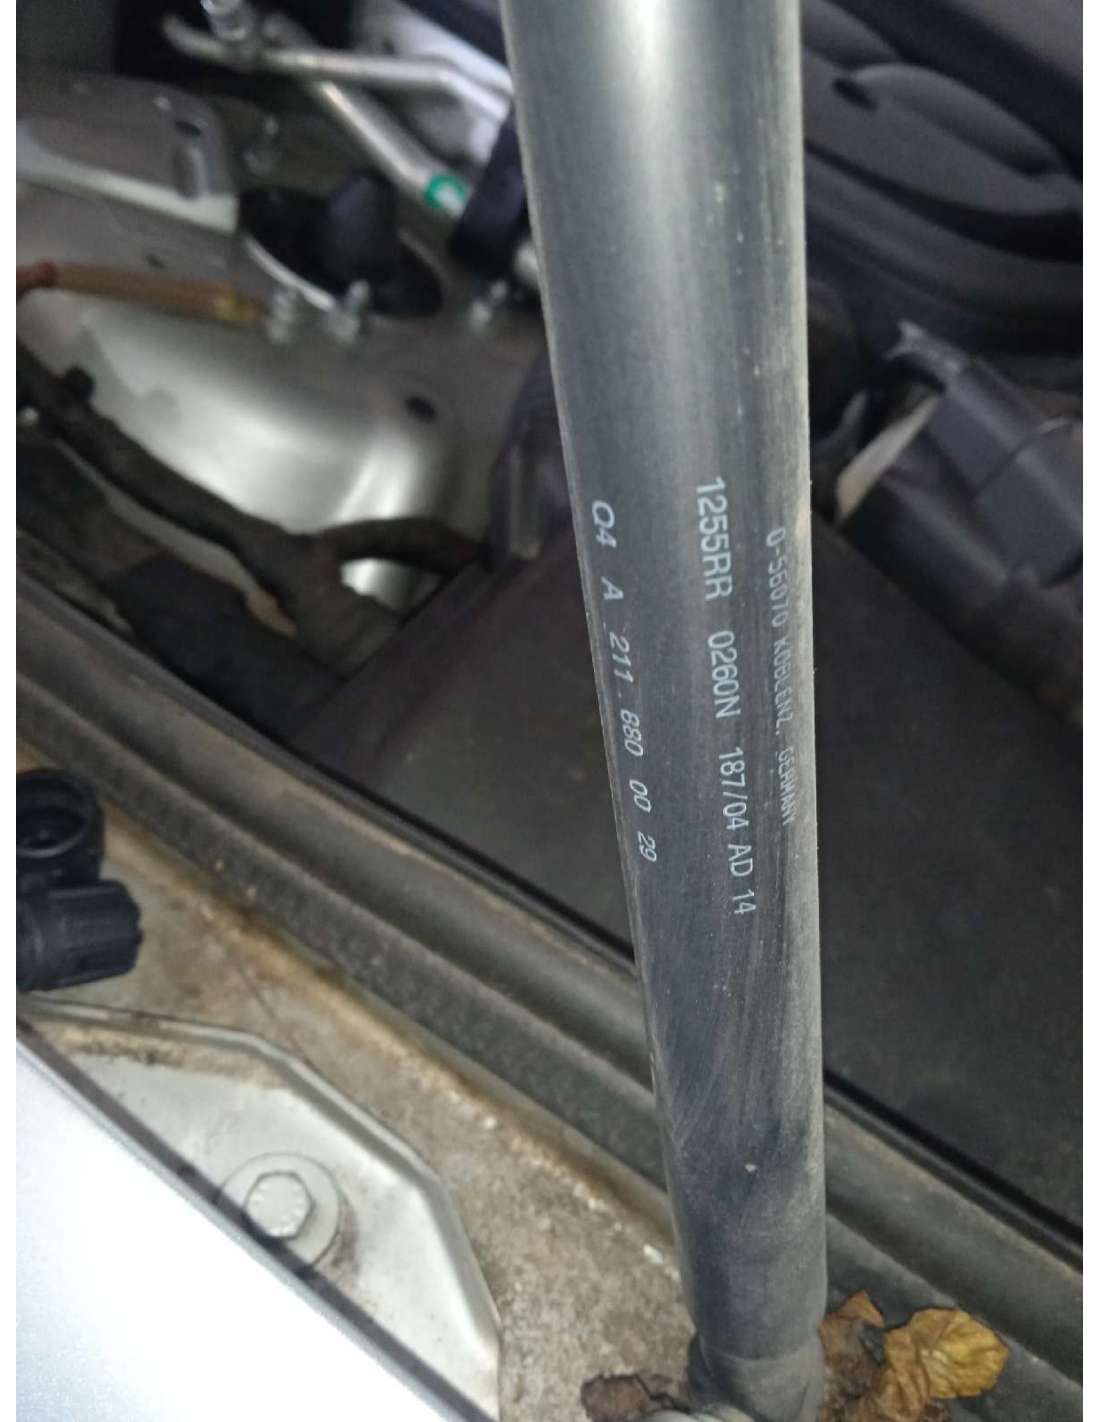 D-56070 KOBLENZ, GERMANY
1255RR 0260N 187/04 AD 14
Q4 A 211 880 00 29